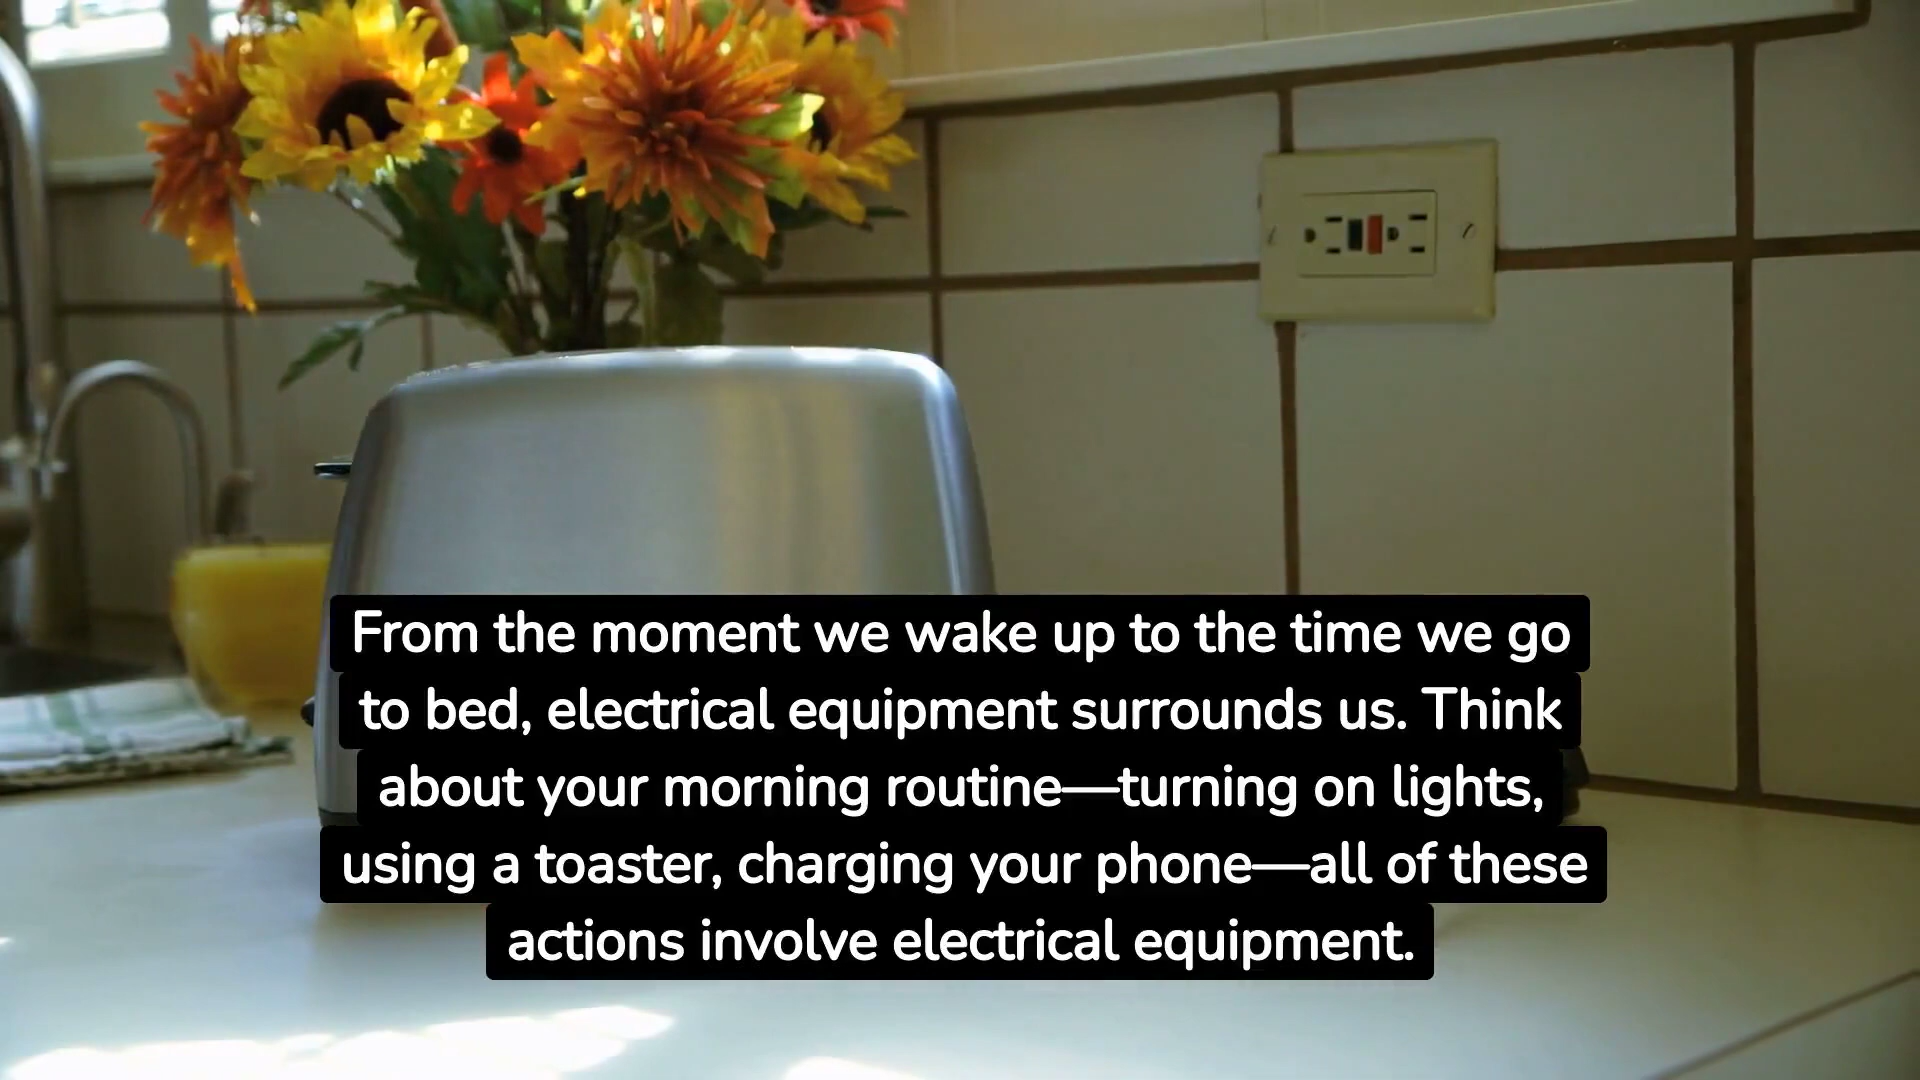 From the moment we wake up to the time we go
to bed, electrical equipment surrounds us. Think
about your morning routine—turning on lights,
using a toaster, charging your phone—all of these
actions involve electrical equipment.